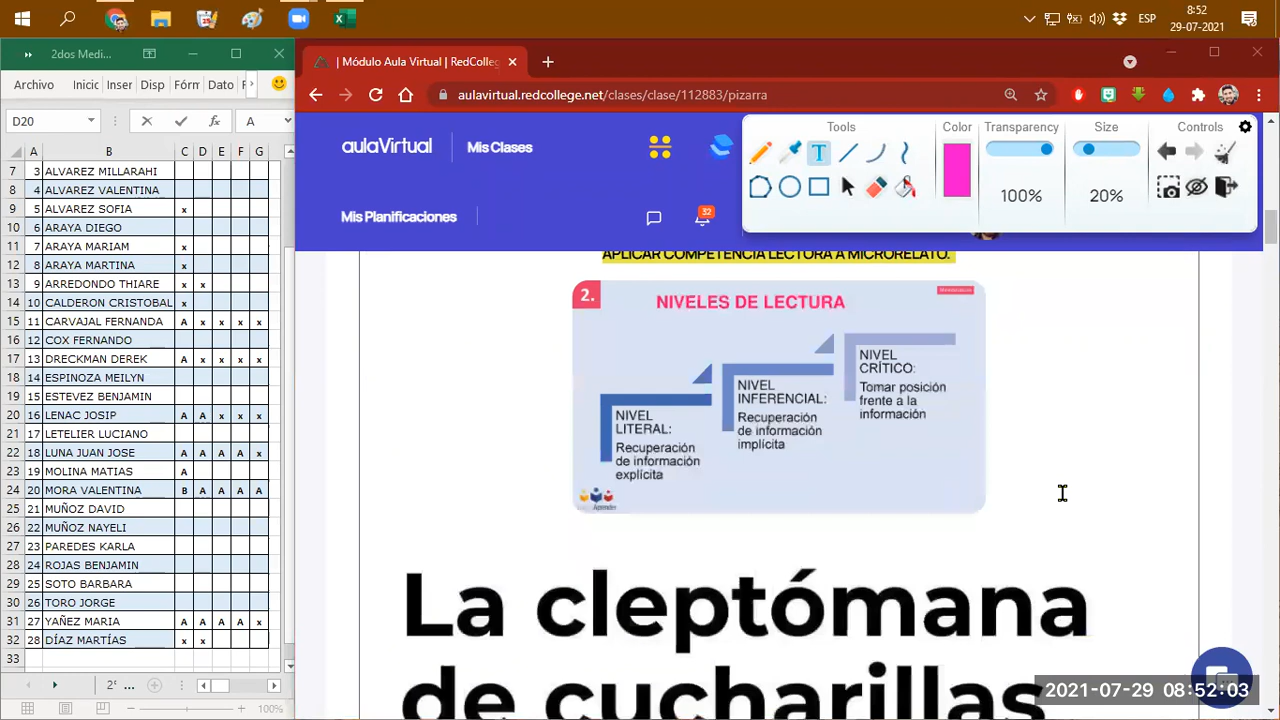 8:52
ESP
29-07-2021
2dos Medi ...
| Módulo Aula Virtual | RedColleg
Archivo Inicic Inser Disp Fórm Dato F
aulavirtual.redcollege.net/clases/clase/112883/pizarra
D20 A
A B C D E F G
7 3 ALVAREZ MILLARAHI
8 4 ALVAREZ VALENTINA
9 5 ALVAREZ SOFIA x
10 6 ARAYA DIEGO
11 7 ARAYA MARIAM x
12 8 ARAYA MARTINA x
13 9 ARREDONDO THIARE x x
14 10 CALDERON CRISTOBAL x
15 11 CARVAJAL FERNANDA A x x x x
16 12 COX FERNANDO
17 13 DRECKMAN DEREK A x x x x
18 14 ESPINOZA MEILYN
19 15 ESTEVEZ BENJAMIN
20 16 LENAC JOSIP A A x x x
21 17 LETELIER LUCIANO
22 18 LUNA JUAN JOSE A A A A x
23 19 MOLINA MATIAS A
24 20 MORA VALENTINA B A A A A
25 21 MUÑOZ DAVID
26 22 MUÑOZ NAYELI
27 23 PAREDES KARLA
28 24 ROJAS BENJAMIN
29 25 SOTO BARBARA
30 26 TORO JORGE
31 27 YAÑEZ MARIA A A A A x
32 28 DÍAZ MARTÍAS x x
33
2º ...
100%
aulaVirtual
Mis Clases
Mis Planificaciones
32
Tools Color Transparency Size Controls
T
100% 20%
APLICAR COMPETENCIA LECTORA A MICRORELATO.
2.
NIVELES DE LECTURA
NIVEL
LITERAL:
Recuperación
de información
explícita
NIVEL
INFERENCIAL:
Recuperación
de información
implícita
NIVEL
CRÍTICO:
Tomar posición
frente a la
información
Aprender
La cleptómana
de cucharillas
2021-07-29 08:52:03